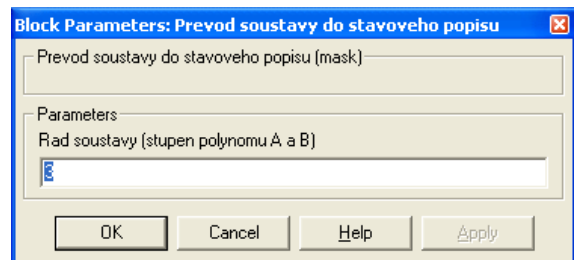 Block Parameters: Prevod soustavy do stavoveho popisu
Prevod soustavy do stavoveho popisu (mask)
Parameters
Rad soustavy (stupen polynomu A a B)
3
OK
Cancel
Help
Apply